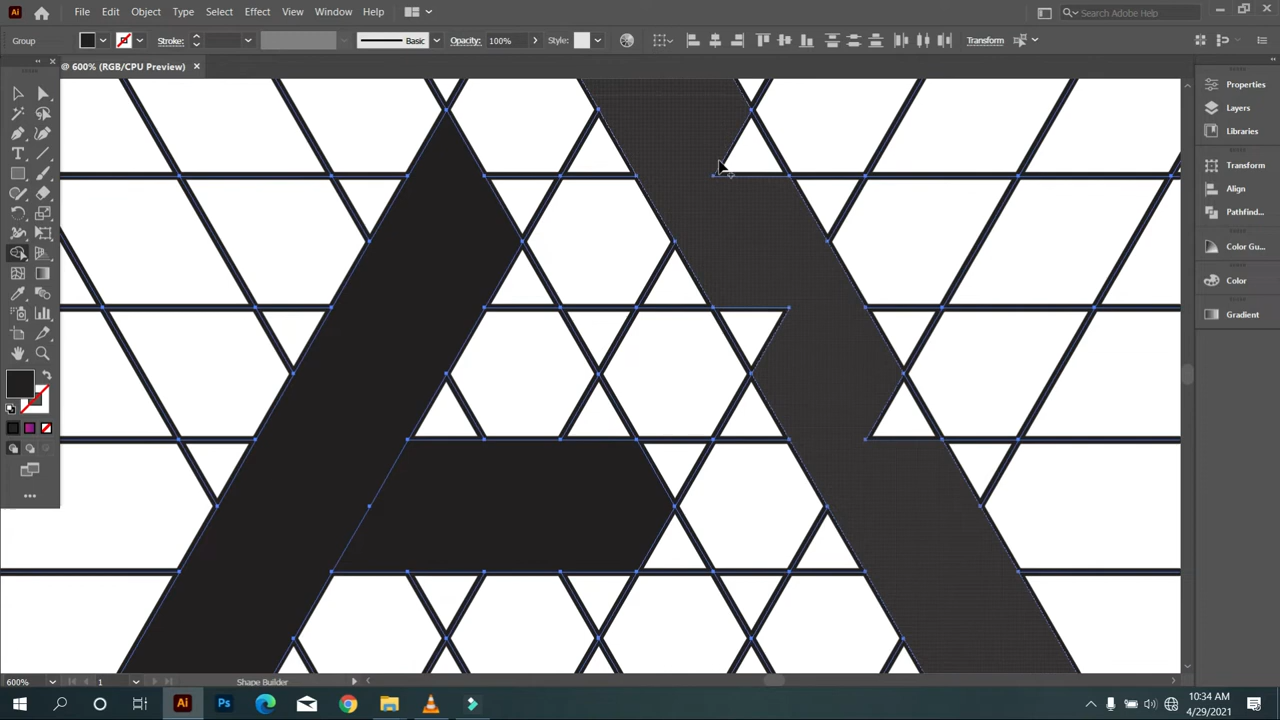 Ai File Edit Object Type Select Effect View Window Help Search Adobe Help
Group Stroke: Basic Opacity: 100% Style: Transform
@ 600% (RGB/CPU Preview) ×
Properties
Layers
Libraries
Transform
Align
Pathfind...
Color Gu...
Color
Gradient
600% 1 Shape Builder
Ai Ps 10:34 AM
4/29/2021